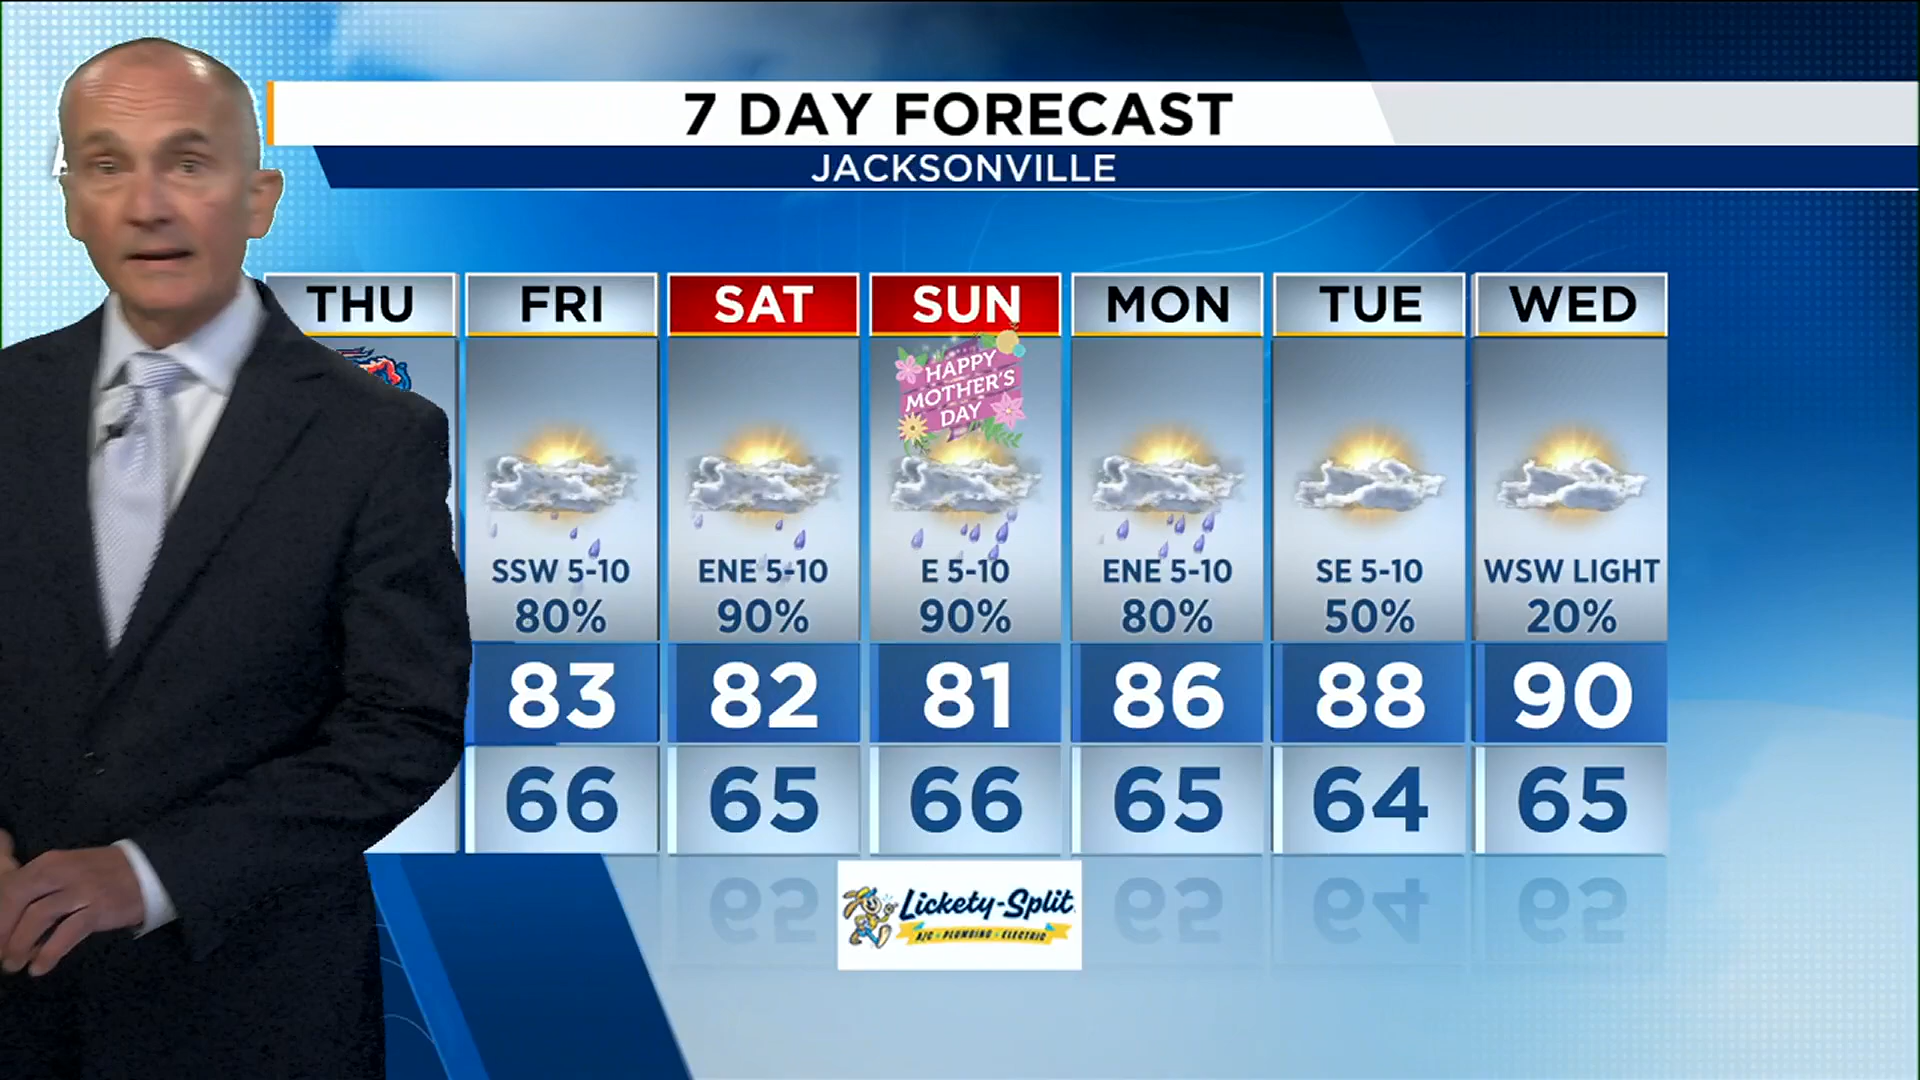 7 DAY FORECAST
JACKSONVILLE
THU FRI SAT SUN MON TUE WED
HAPPY
MOTHER'S
DAY
SSW 5-10 ENE 5-10 E 5-10 ENE 5-10 SE 5-10 WSW LIGHT
80% 90% 90% 80% 50% 20%
83 82 81 86 88 90
66 65 66 65 64 65
Lickety-Split
A/C • PLUMBING • ELECTRIC